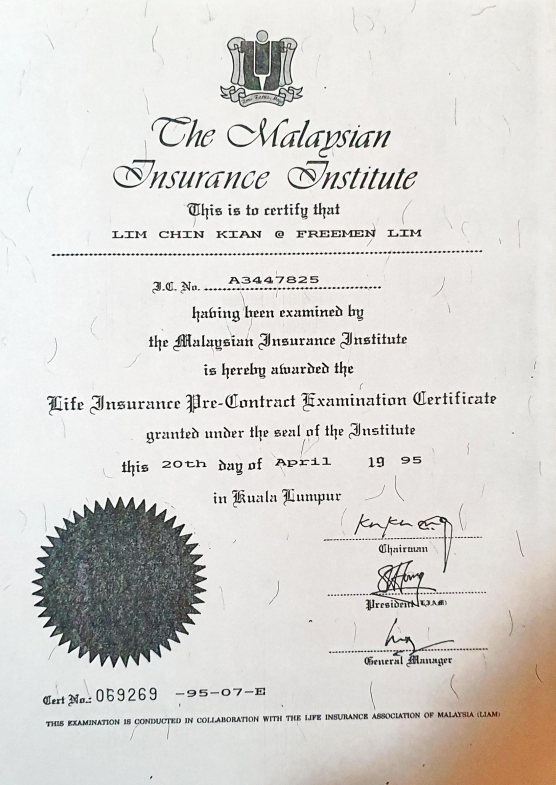 The Malaysian
Insurance Institute
This is to certify that
LIM CHIN KIAN @ FREEMEN LIM
I.C. No. A3447825
having been examined by
the Malaysian Insurance Institute
is hereby awarded the
Life Insurance Pre-Contract Examination Certificate
granted under the seal of the Institute
this 20th day of April 19 95
in Kuala Lumpur
Chairman
President (LIAM)
General Manager
Cert No.: 069269 -95-07-E
THIS EXAMINATION IS CONDUCTED IN COLLABORATION WITH THE LIFE INSURANCE ASSOCIATION OF MALAYSIA (LIAM)